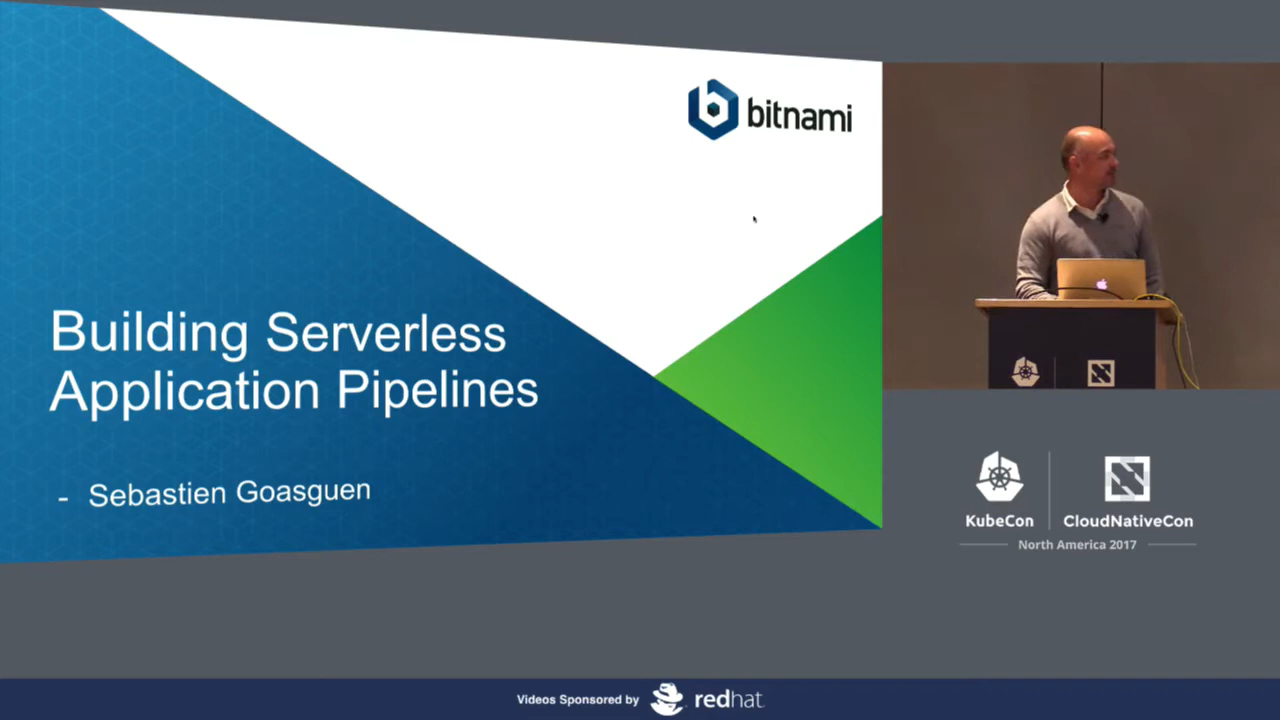 bitnami
Building Serverless
Application Pipelines
- Sebastien Goasguen
KubeCon
CloudNativeCon
North America 2017
Videos Sponsored by
redhat